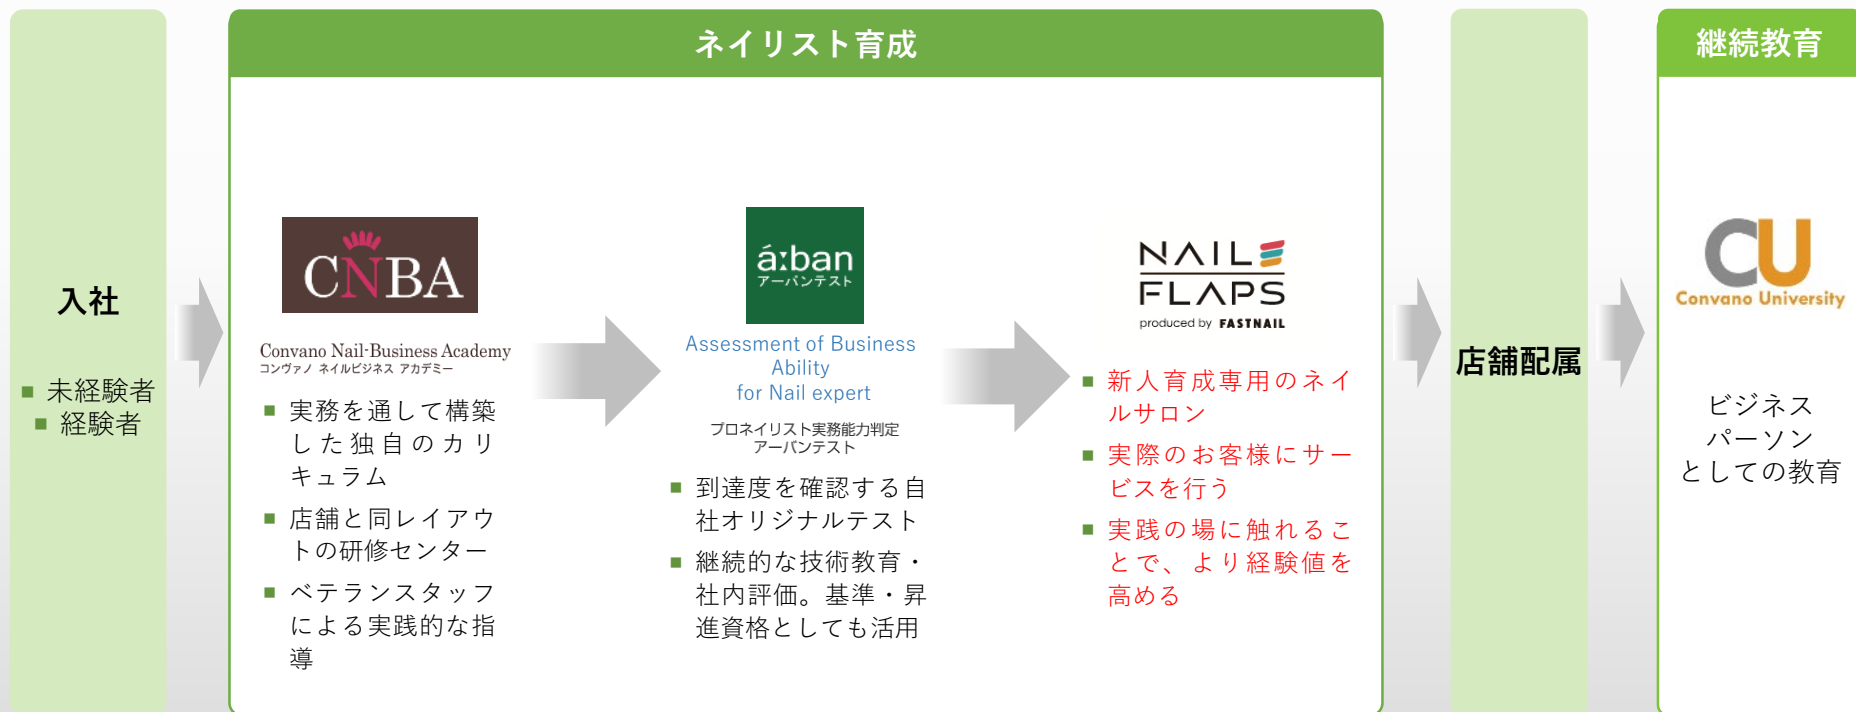 入社
■ 未経験者
■ 経験者
ネイリスト育成
CNBA
Convano Nail-Business Academy
コンヴァノ ネイルビジネス アカデミー
■ 実務を通して構築
した独自のカリ
キュラム
■ 店舗と同レイアウ
トの研修センター
■ ベテランスタッフ
による実践的な指
導
á:ban
アーバンテスト
Assessment of Business
Ability
for Nail expert
プロネイリスト実務能力判定
アーバンテスト
■ 到達度を確認する自
社オリジナルテスト
■ 継続的な技術教育・
社内評価。基準・昇
進資格としても活用
NAIL
FLAPS
produced by FASTNAIL
■ 新人育成専用のネイ
ルサロン
■ 実際のお客様にサー
ビスを行う
■ 実践の場に触れるこ
とで、より経験値を
高める
店舗配属
継続教育
CU
Convano University
ビジネス
パーソン
としての教育